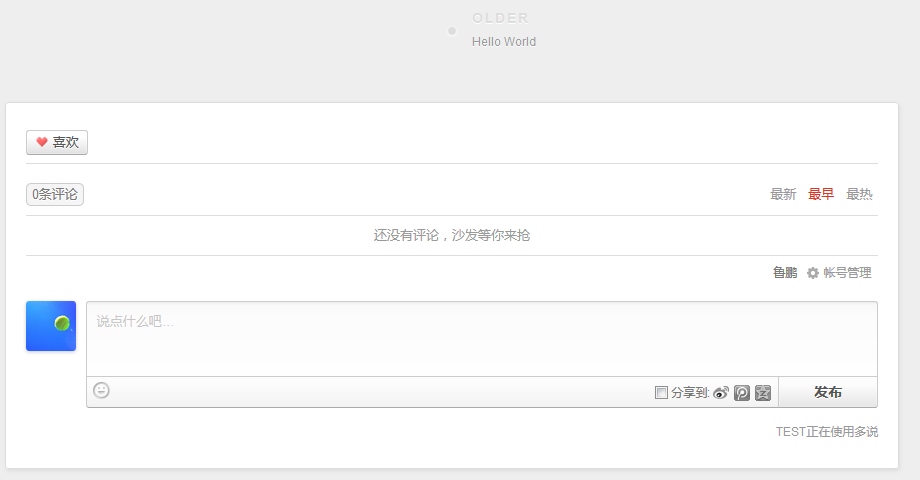 OLDER
Hello World
喜欢
0条评论
最新 最早 最热
还没有评论，沙发等你来抢
鲁鹏 帐号管理
说点什么吧...
分享到: 发布
TEST正在使用多说